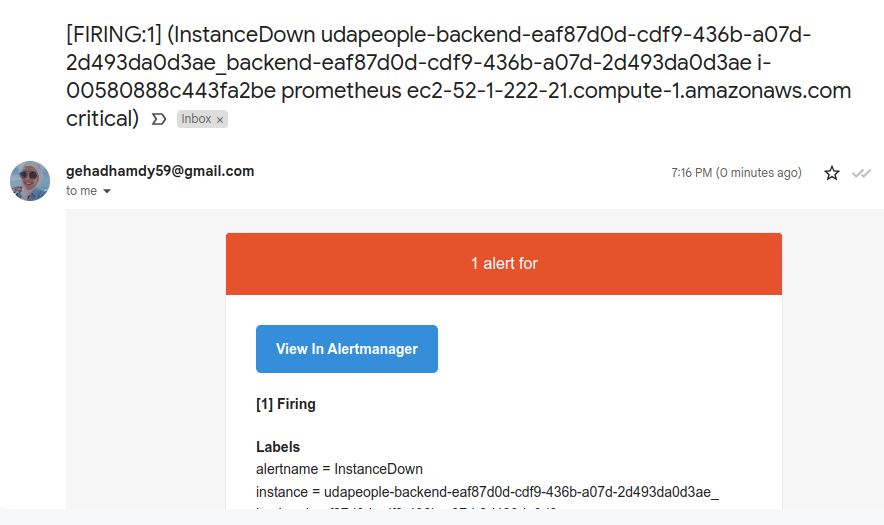 [FIRING:1] (InstanceDown udapeople-backend-eaf87d0d-cdf9-436b-a07d-
2d493da0d3ae_backend-eaf87d0d-cdf9-436b-a07d-2d493da0d3ae i-
00580888c443fa2be prometheus ec2-52-1-222-21.compute-1.amazonaws.com
critical) Inbox ×
gehadhamdy59@gmail.com 7:16 PM (0 minutes ago)
to me
1 alert for
View In Alertmanager
[1] Firing
Labels
alertname = InstanceDown
instance = udapeople-backend-eaf87d0d-cdf9-436b-a07d-2d493da0d3ae_